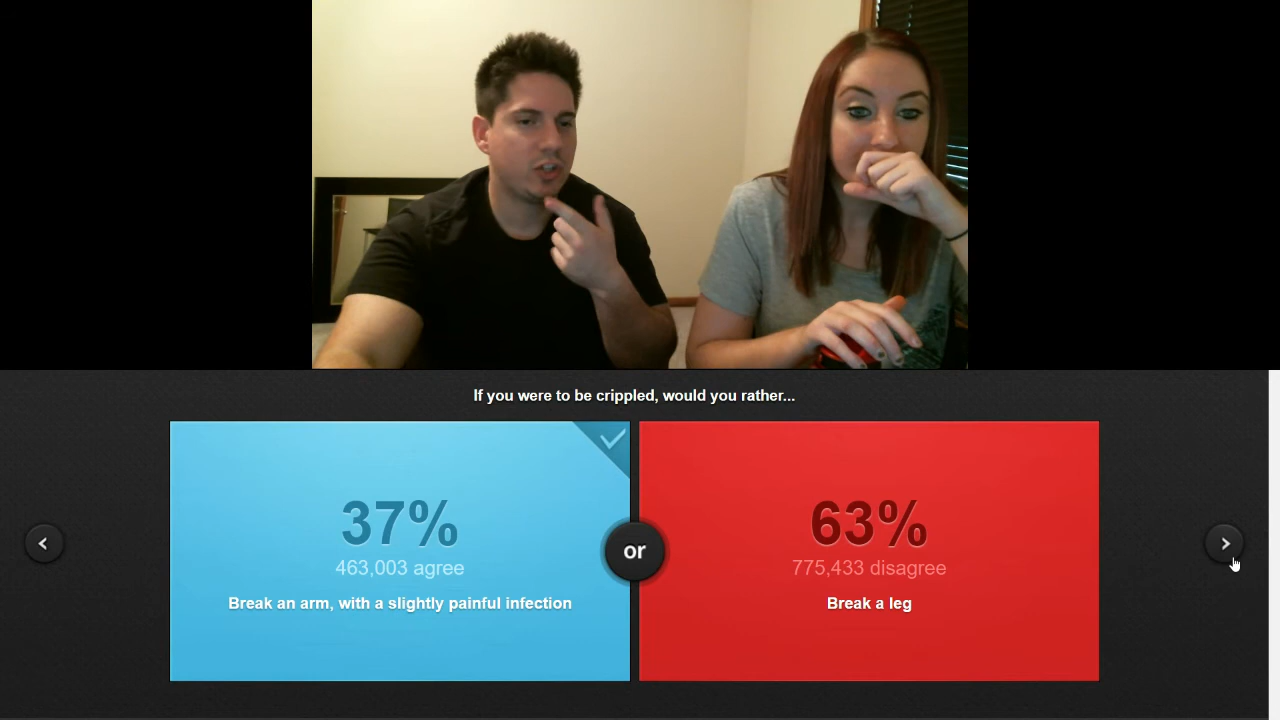 If you were to be crippled, would you rather...
37%
463,003 agree
Break an arm, with a slightly painful infection
or
63%
775,433 disagree
Break a leg